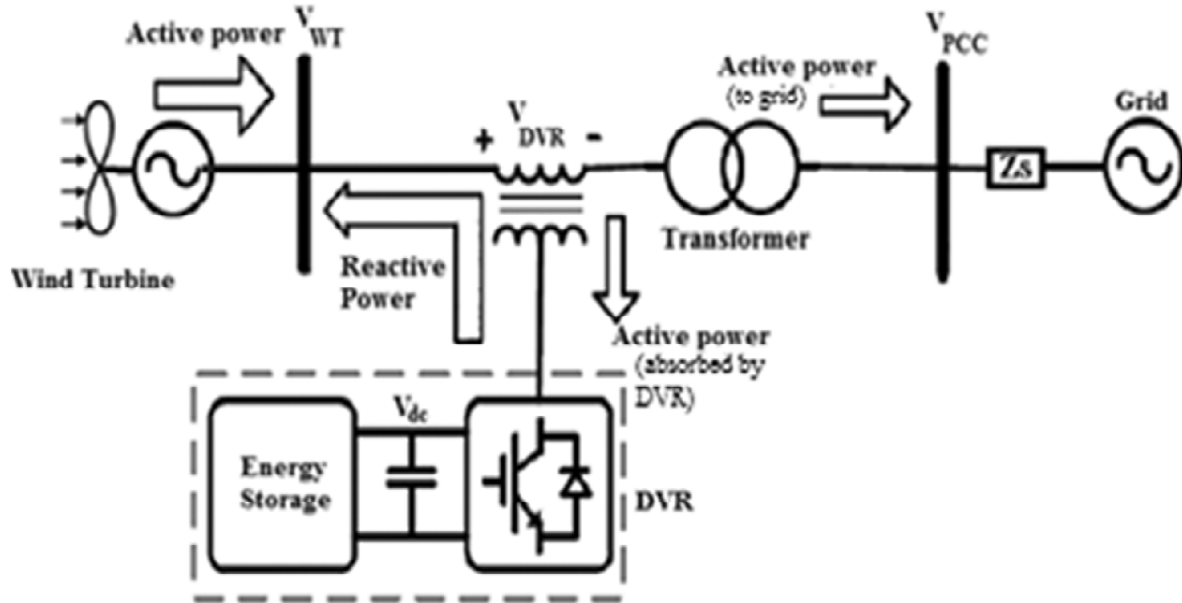 Active power
V
WT
Wind Turbine
Reactive
Power
V
+ DVR -
Active power
(absorbed by
DVR)
Transformer
Active power
(to grid)
V
PCC
Zs
Grid
Energy
Storage
Vdc
DVR